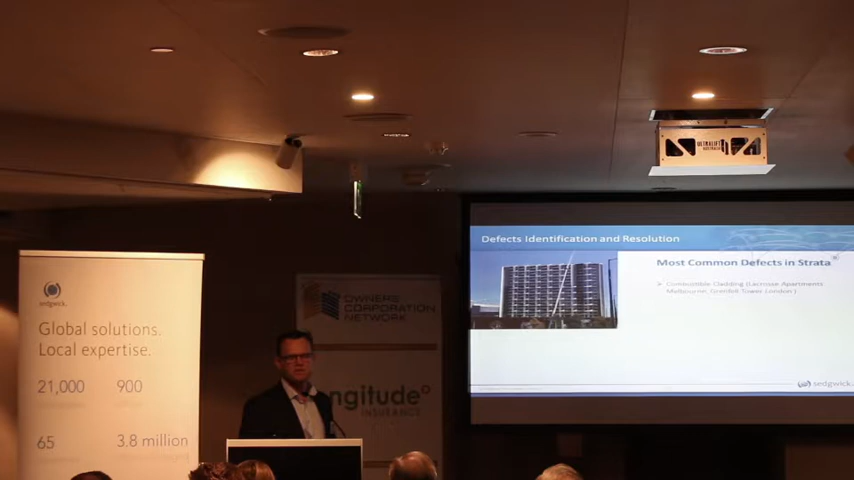 ULTRALIFT
Defects Identification and Resolution
Most Common Defects in Strata
Combustible Cladding (Lacrosse Apartments
Melbourne, Grenfell Tower London)
sedgwick.
sedgwick.
Global solutions.
Local expertise.
21,000 900
65 3.8 million
OWNERS
CORPORATION
NETWORK
ngitude
INSURANCE